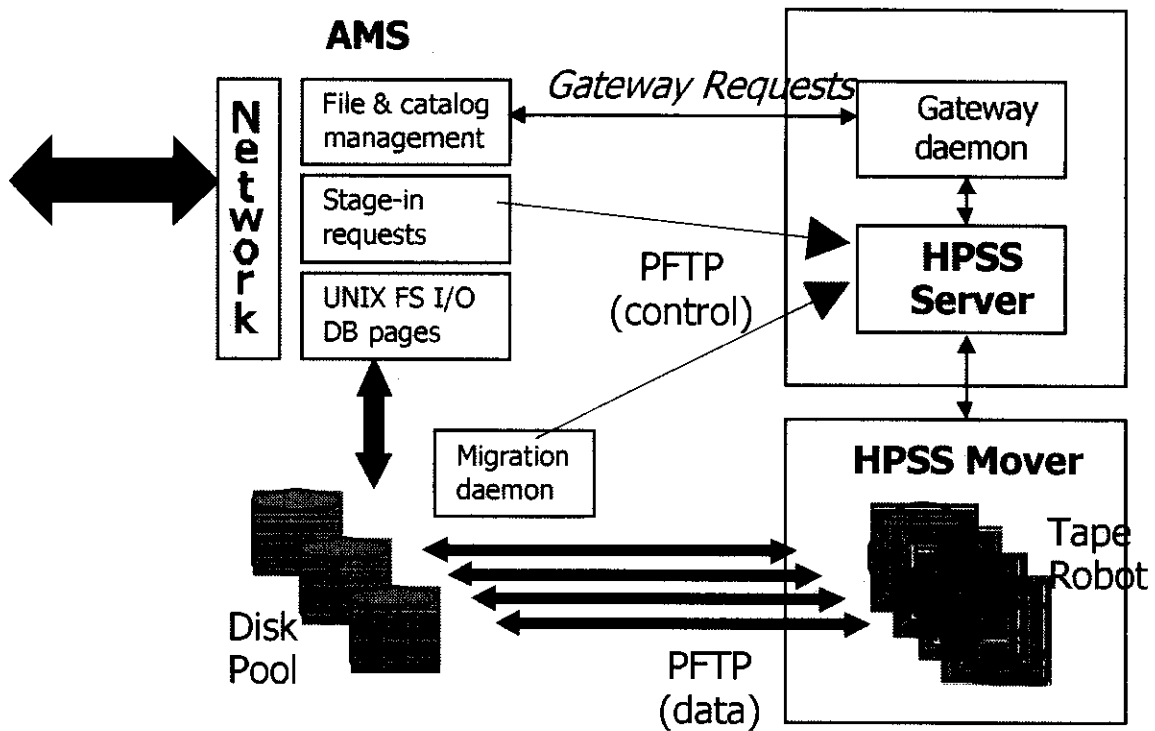 AMS
Network
File & catalog
management
Stage-in
requests
UNIX FS I/O
DB pages
Gateway Requests
Gateway
daemon
HPSS
Server
PFTP
(control)
Migration
daemon
HPSS Mover
Tape
Robot
Disk
Pool
PFTP
(data)